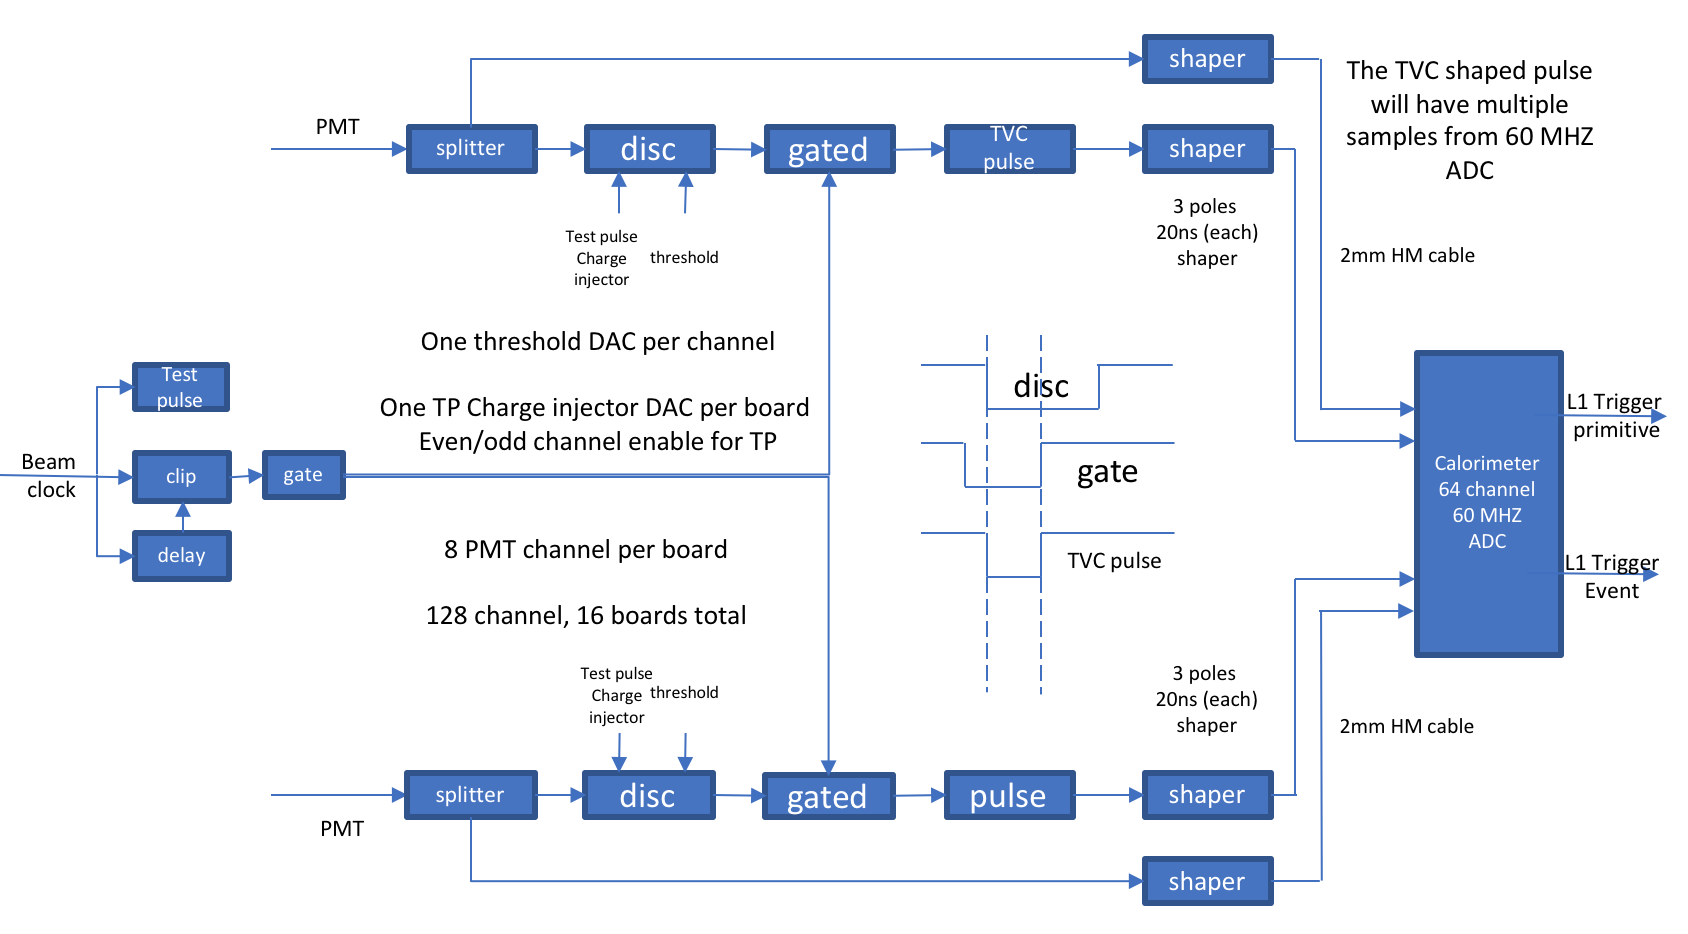 shaper
The TVC shaped pulse
will have multiple
samples from 60 MHZ
ADC
PMT
splitter
disc
gated
TVC
pulse
shaper
Test pulse
Charge
injector
threshold
3 poles
20ns (each)
shaper
2mm HM cable
One threshold DAC per channel
One TP Charge injector DAC per board
Even/odd channel enable for TP
Test
pulse
Beam
clock
clip
gate
delay
disc
gate
TVC pulse
Calorimeter
64 channel
60 MHZ
ADC
L1 Trigger
primitive
L1 Trigger
Event
8 PMT channel per board
128 channel, 16 boards total
Test pulse
Charge
injector
threshold
3 poles
20ns (each)
shaper
2mm HM cable
PMT
splitter
disc
gated
pulse
shaper
shaper